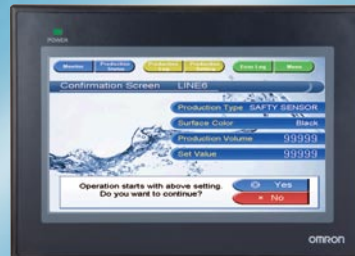 POWER
Monitor
Production
Status
Production
Log
Production
Setting
Error Log
Menu
Confirmation Screen LINE6
Production Type SAFTY SENSOR
Surface Color Black
Production Volume 99999
Set Value 99999
Operation starts with above setting.
Do you want to continue?
Yes
× No
OMRON